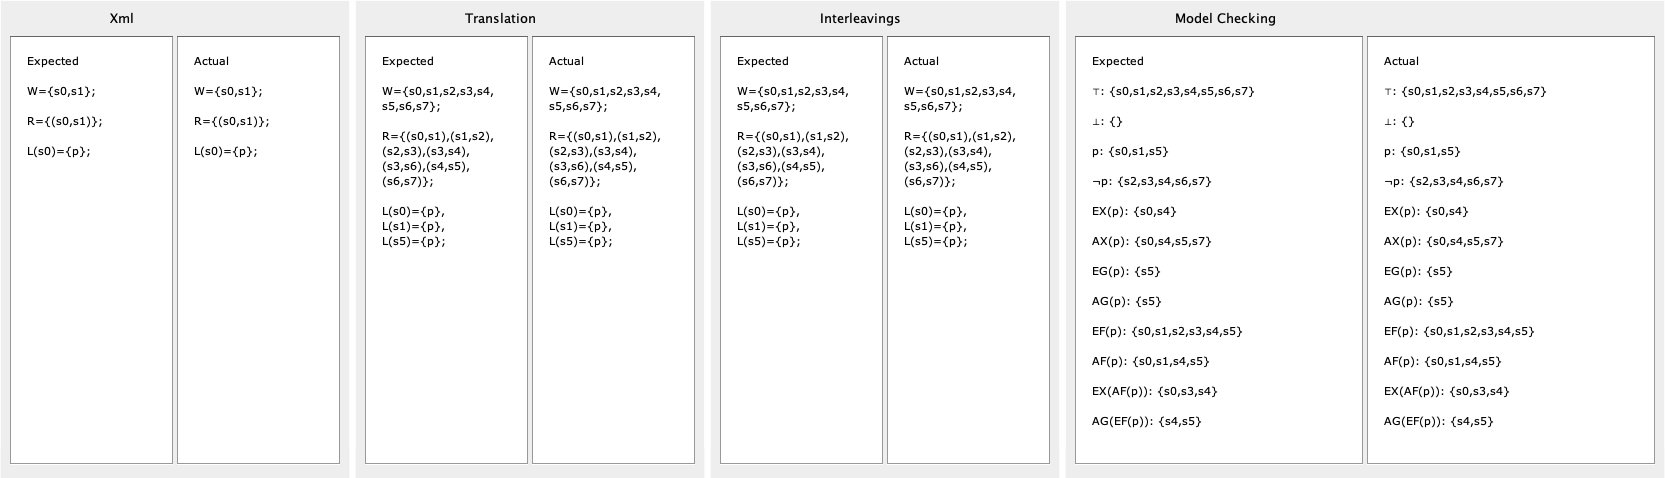 Xml
Expected
W={s0,s1};
R={(s0,s1)};
L(s0)={p};
Actual
W={s0,s1};
R={(s0,s1)};
L(s0)={p};
Translation
Expected
W={s0,s1,s2,s3,s4,
s5,s6,s7};
R={(s0,s1),(s1,s2),
(s2,s3),(s3,s4),
(s3,s6),(s4,s5),
(s6,s7)};
L(s0)={p},
L(s1)={p},
L(s5)={p};
Actual
W={s0,s1,s2,s3,s4,
s5,s6,s7};
R={(s0,s1),(s1,s2),
(s2,s3),(s3,s4),
(s3,s6),(s4,s5),
(s6,s7)};
L(s0)={p},
L(s1)={p},
L(s5)={p};
Interleavings
Expected
W={s0,s1,s2,s3,s4,
s5,s6,s7};
R={(s0,s1),(s1,s2),
(s2,s3),(s3,s4),
(s3,s6),(s4,s5),
(s6,s7)};
L(s0)={p},
L(s1)={p},
L(s5)={p};
Actual
W={s0,s1,s2,s3,s4,
s5,s6,s7};
R={(s0,s1),(s1,s2),
(s2,s3),(s3,s4),
(s3,s6),(s4,s5),
(s6,s7)};
L(s0)={p},
L(s1)={p},
L(s5)={p};
Model Checking
Expected
⊤: {s0,s1,s2,s3,s4,s5,s6,s7}
⊥: {}
p: {s0,s1,s5}
¬p: {s2,s3,s4,s6,s7}
EX(p): {s0,s4}
AX(p): {s0,s4,s5,s7}
EG(p): {s5}
AG(p): {s5}
EF(p): {s0,s1,s2,s3,s4,s5}
AF(p): {s0,s1,s4,s5}
EX(AF(p)): {s0,s3,s4}
AG(EF(p)): {s4,s5}
Actual
⊤: {s0,s1,s2,s3,s4,s5,s6,s7}
⊥: {}
p: {s0,s1,s5}
¬p: {s2,s3,s4,s6,s7}
EX(p): {s0,s4}
AX(p): {s0,s4,s5,s7}
EG(p): {s5}
AG(p): {s5}
EF(p): {s0,s1,s2,s3,s4,s5}
AF(p): {s0,s1,s4,s5}
EX(AF(p)): {s0,s3,s4}
AG(EF(p)): {s4,s5}